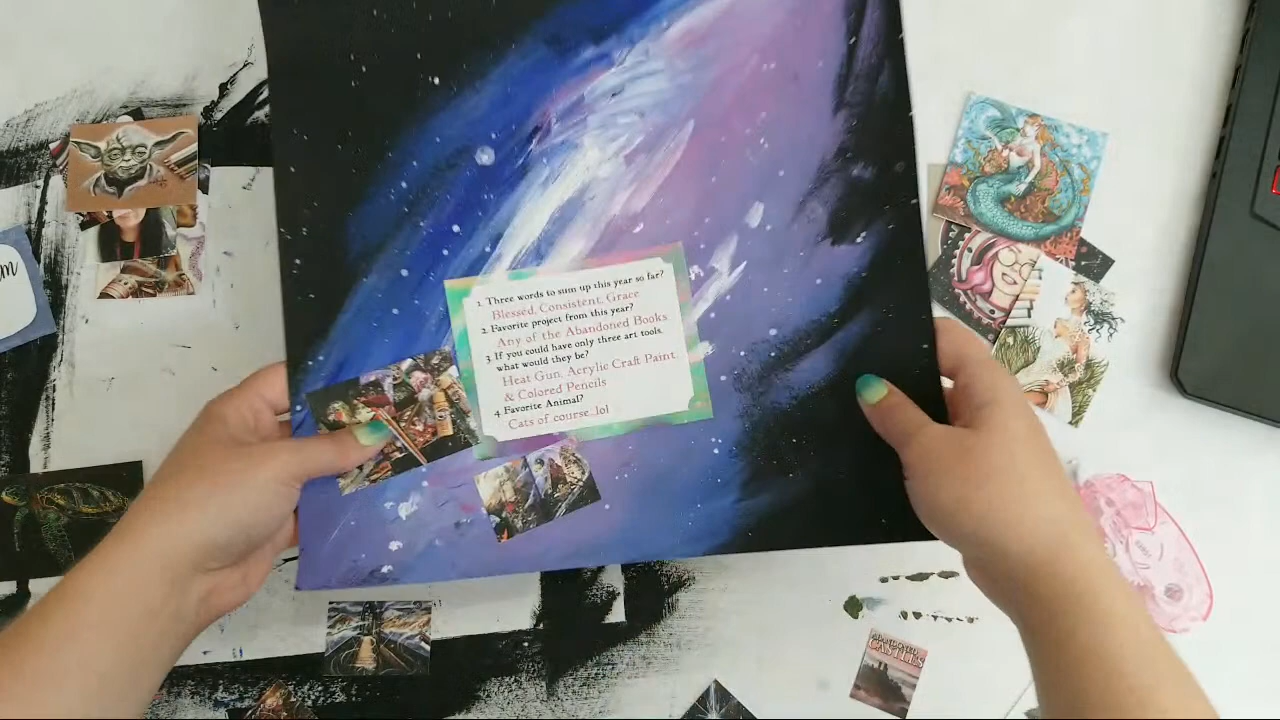 1. Three words to sum up this year so far?
Blessed, Consistent, Grace
2. Favorite project from this year?
Any of the Abandoned Books
3. If you could have only three art tools,
what would they be?
Heat Gun, Acrylic Craft Paint,
& Colored Pencils
4. Favorite Animal?
Cats of course..lol
CASTLES